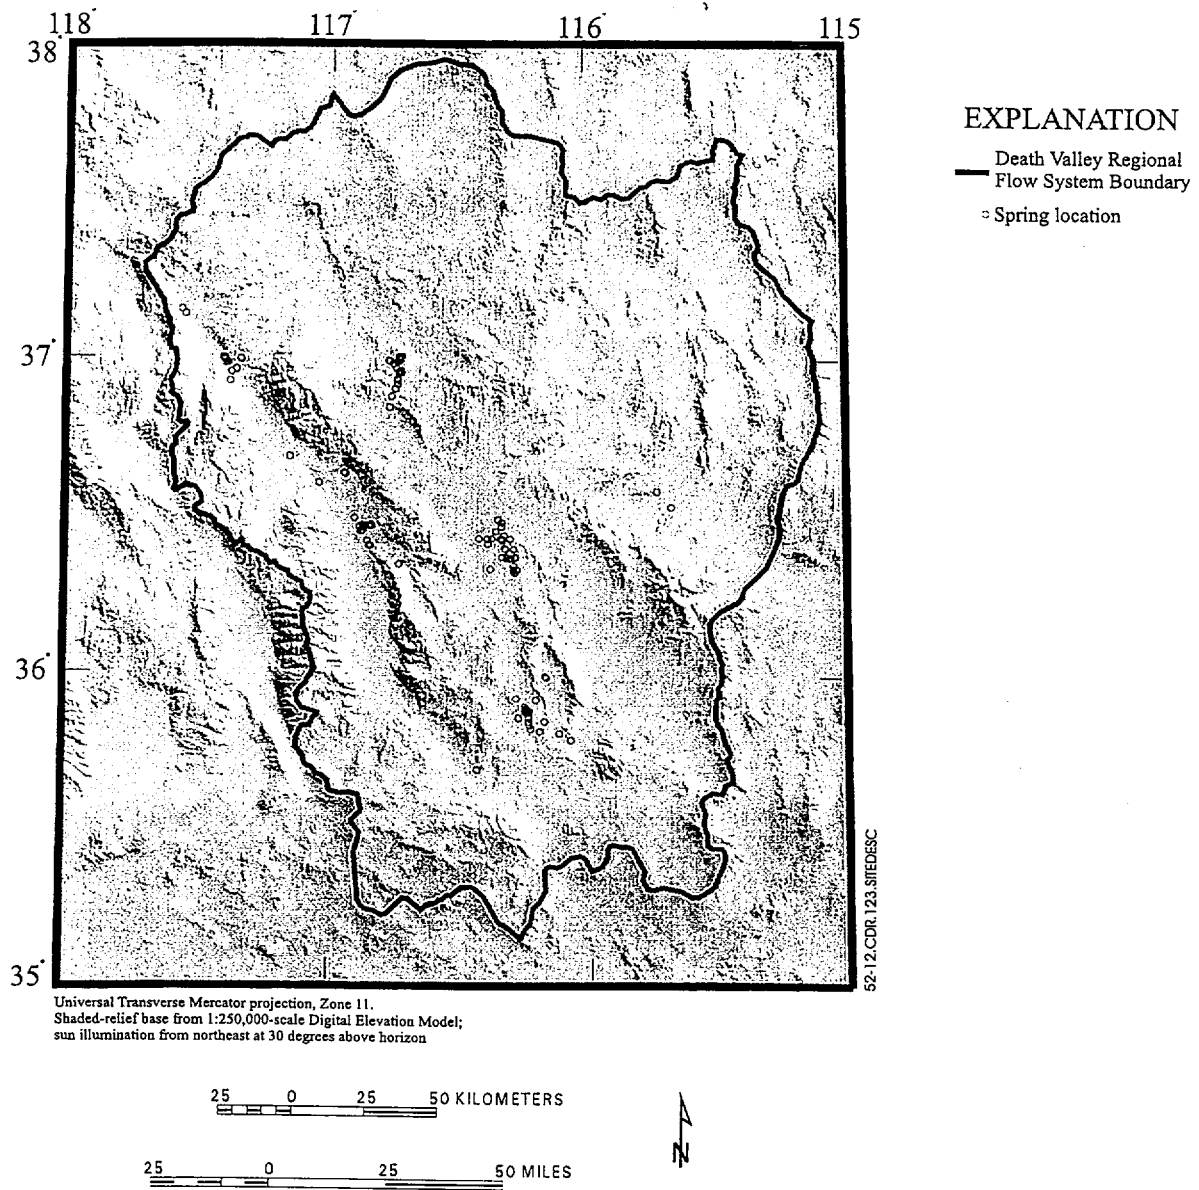 118° 117° 116° 115
38°
37°
36°
35°
EXPLANATION
Death Valley Regional
Flow System Boundary
Spring location
52-12.CDR.123.SITEDESC
Universal Transverse Mercator projection, Zone 11.
Shaded-relief base from 1:250,000-scale Digital Elevation Model;
sun illumination from northeast at 30 degrees above horizon
25 0 25 50 KILOMETERS
N
25 0 25 50 MILES